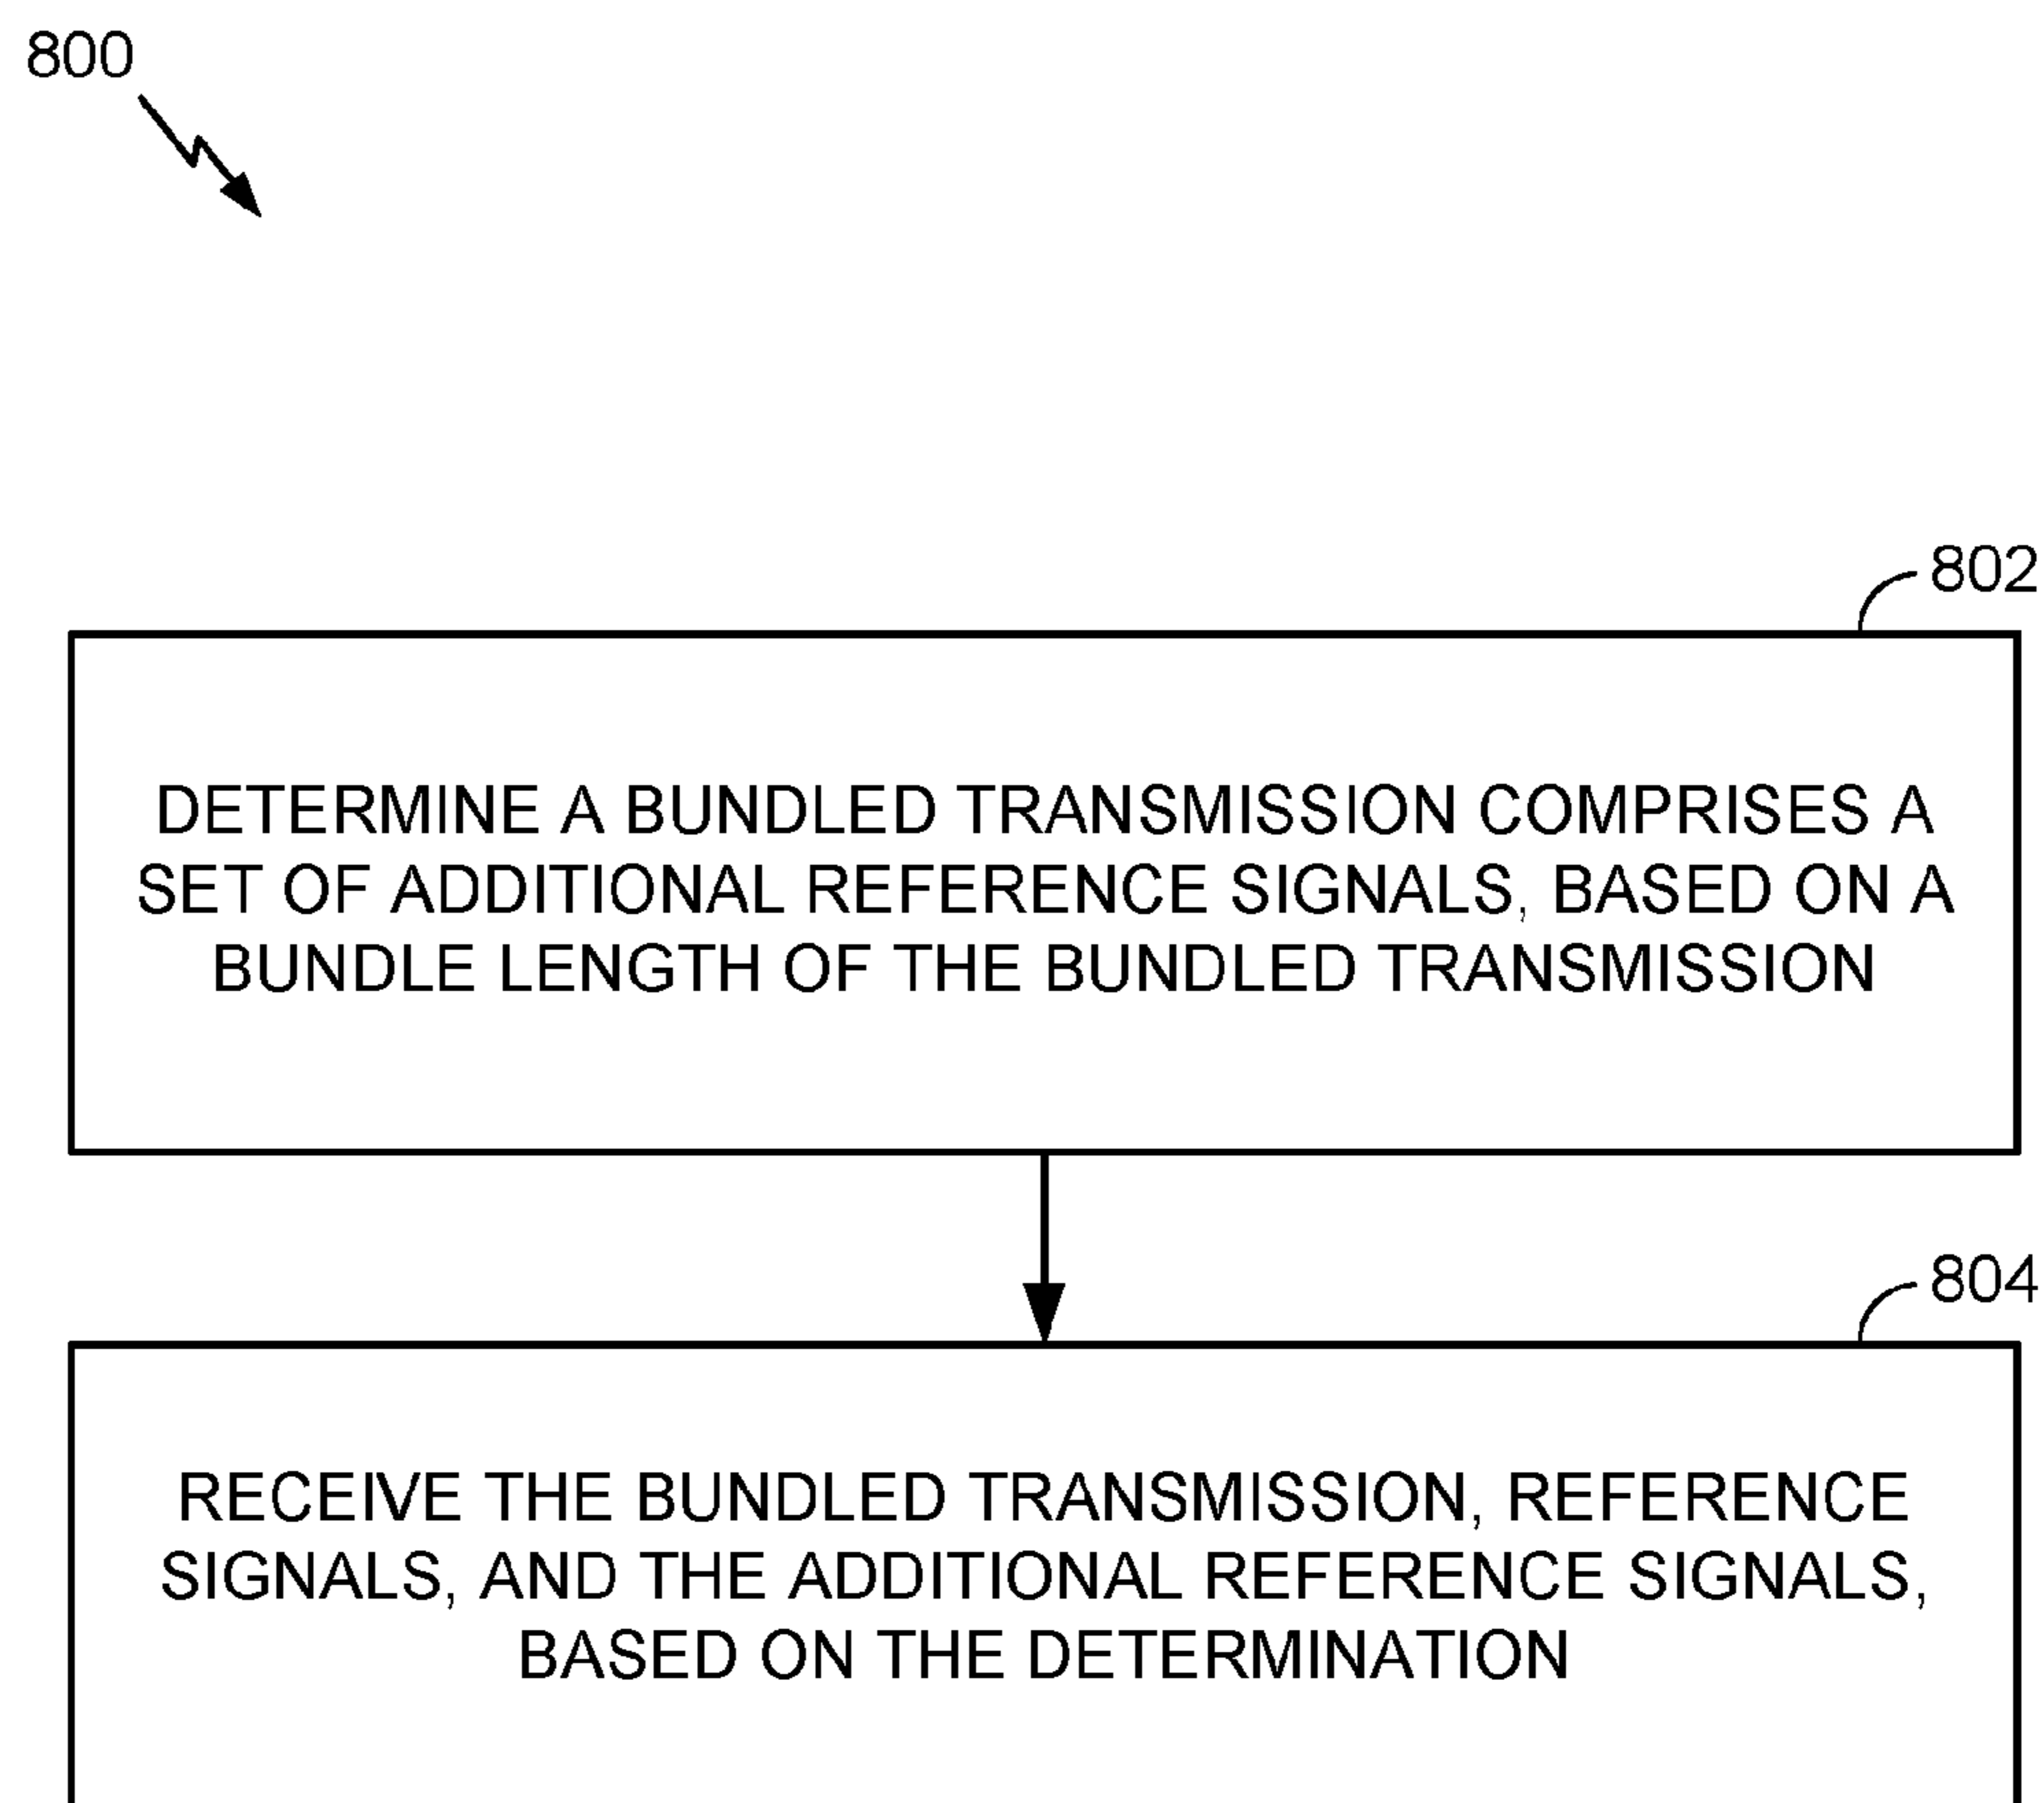 800
802
DETERMINE A BUNDLED TRANSMISSION COMPRISES A
SET OF ADDITIONAL REFERENCE SIGNALS, BASED ON A
BUNDLE LENGTH OF THE BUNDLED TRANSMISSION
804
RECEIVE THE BUNDLED TRANSMISSION, REFERENCE
SIGNALS, AND THE ADDITIONAL REFERENCE SIGNALS,
BASED ON THE DETERMINATION